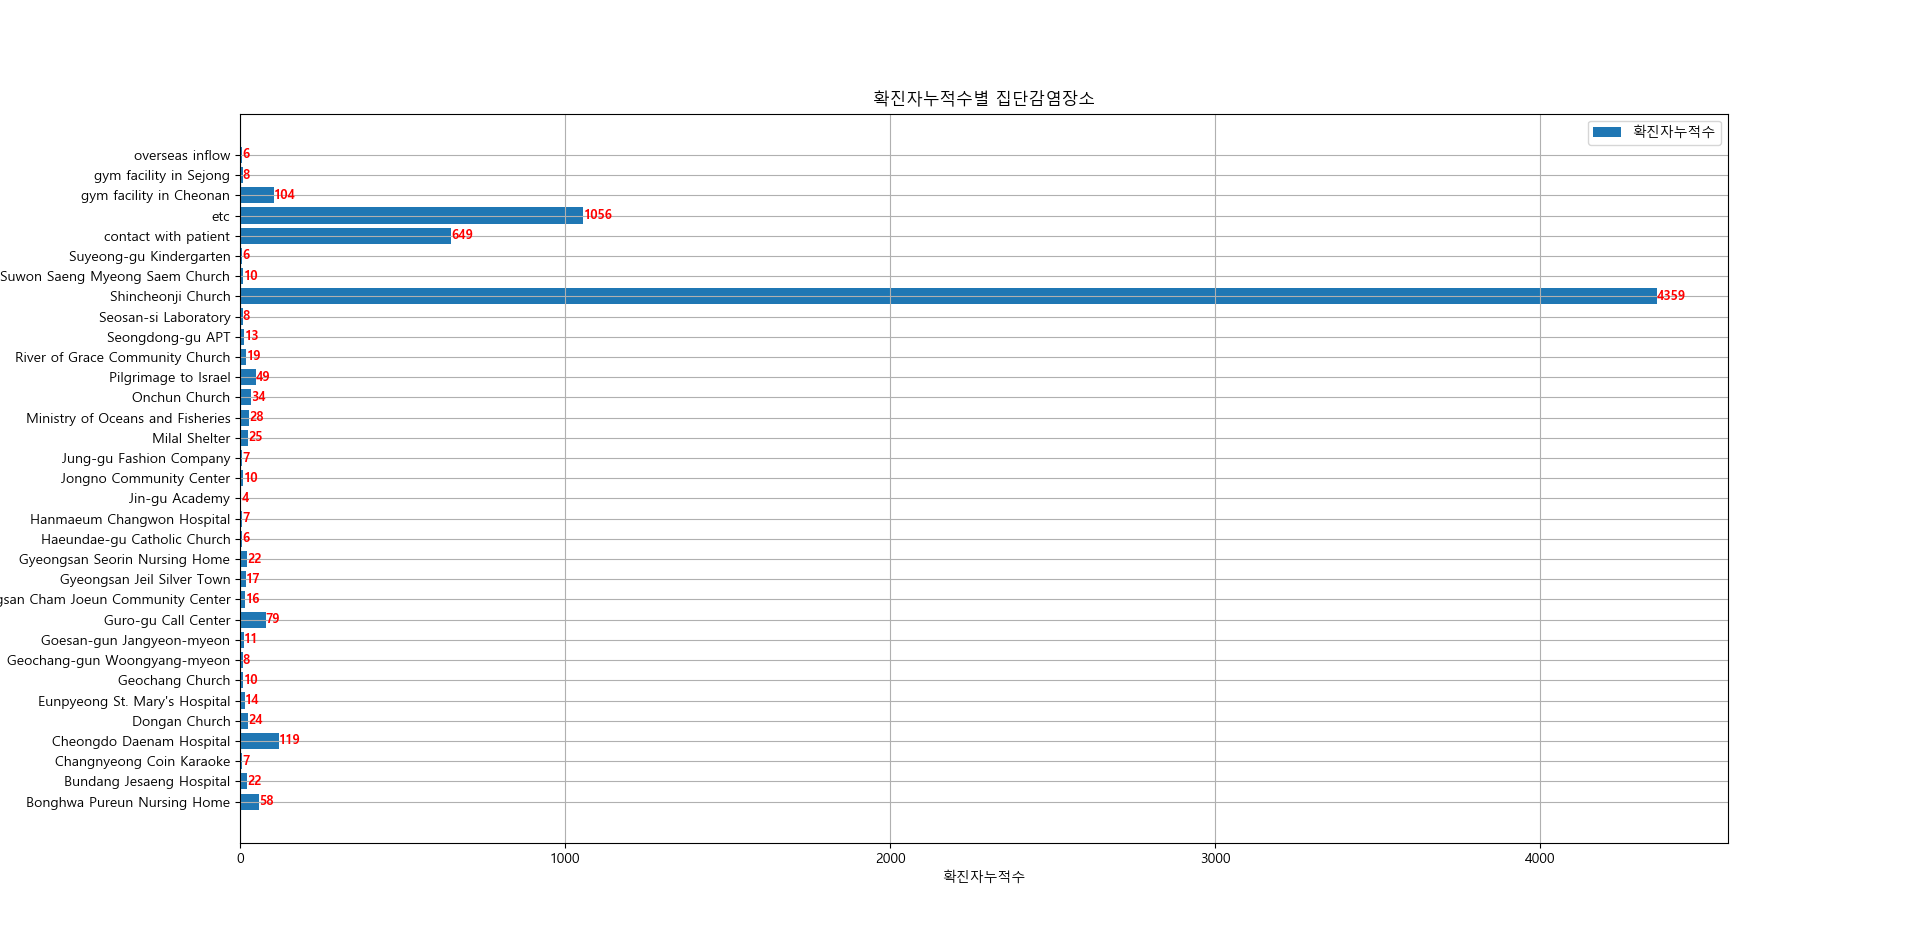 확진자누적수별 집단감염장소
확진자누적수
overseas inflow 6
gym facility in Sejong 8
gym facility in Cheonan 104
etc 1056
contact with patient 649
Suyeong-gu Kindergarten 6
Suwon Saeng Myeong Saem Church 10
Shincheonji Church 4359
Seosan-si Laboratory 8
Seongdong-gu APT 13
River of Grace Community Church 19
Pilgrimage to Israel 49
Onchun Church 34
Ministry of Oceans and Fisheries 28
Milal Shelter 25
Jung-gu Fashion Company 7
Jongno Community Center 10
Jin-gu Academy 4
Hanmaeum Changwon Hospital 7
Haeundae-gu Catholic Church 6
Gyeongsan Seorin Nursing Home 22
Gyeongsan Jeil Silver Town 17
gsan Cham Joeun Community Center 16
Guro-gu Call Center 79
Goesan-gun Jangyeon-myeon 11
Geochang-gun Woongyang-myeon 8
Geochang Church 10
Eunpyeong St. Mary's Hospital 14
Dongan Church 24
Cheongdo Daenam Hospital 119
Changnyeong Coin Karaoke 7
Bundang Jesaeng Hospital 22
Bonghwa Pureun Nursing Home 58
0 1000 2000 3000 4000
확진자누적수